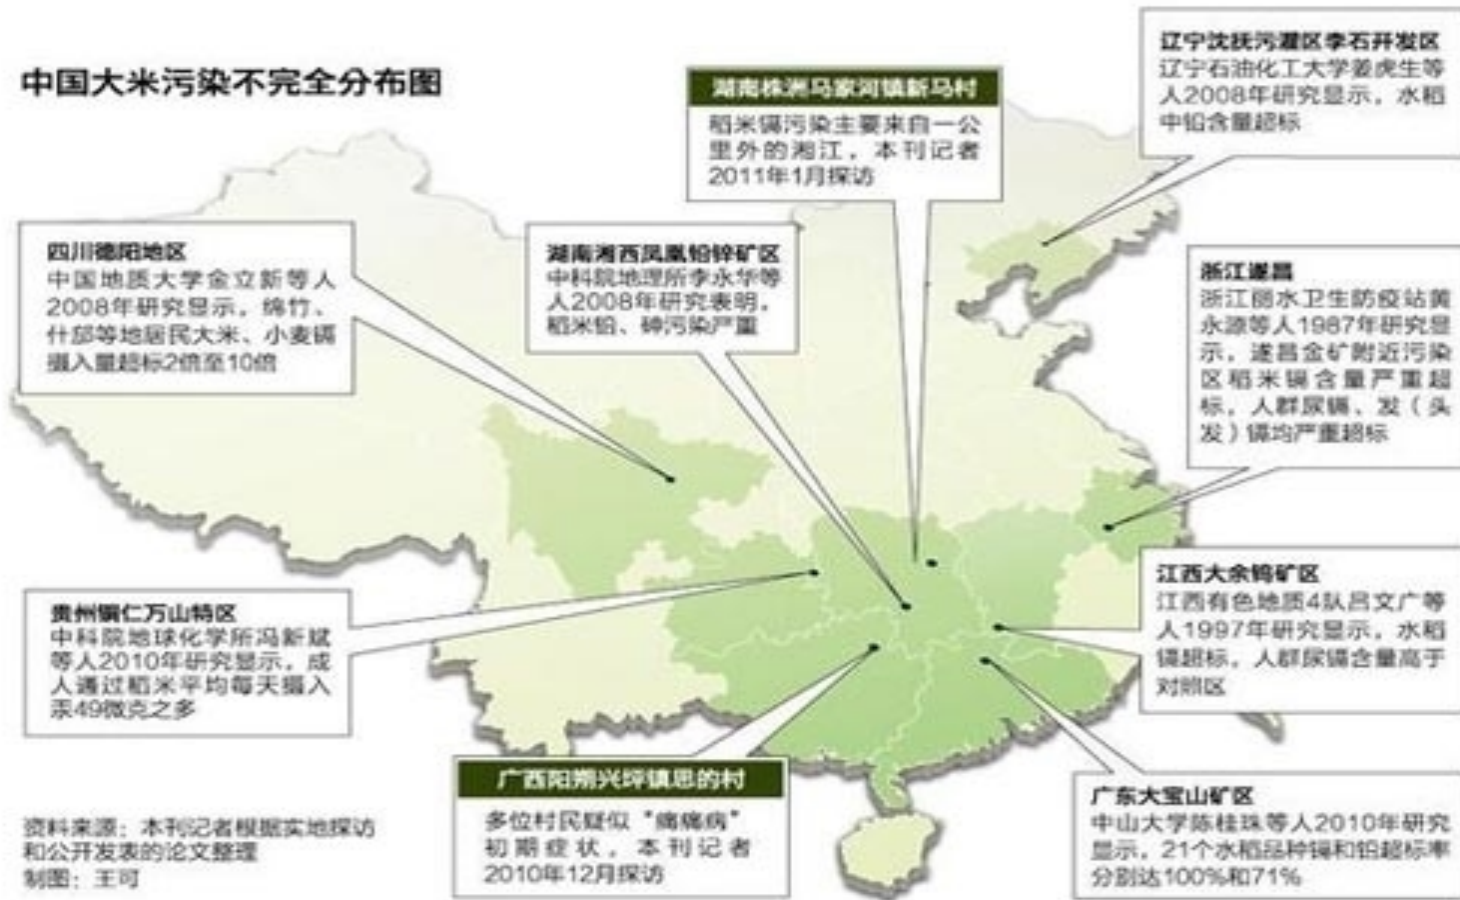 中国大米污染不完全分布图
辽宁沈抚污灌区李石开发区
辽宁石油化工大学姜虎生等
人2008年研究显示，水稻
中铅含量超标
湖南株洲马家河镇新马村
稻米镉污染主要来自一公
里外的湘江，本刊记者
2011年1月探访
四川德阳地区
中国地质大学金立新等人
2008年研究显示，绵竹、
什邡等地居民大米、小麦镉
摄入量超标2倍至10倍
湖南湘西凤凰铅锌矿区
中科院地理所李永华等
人2008年研究表明，
稻米铅、砷污染严重
浙江遂昌
浙江丽水卫生防疫站黄
永源等人1987年研究显
示，遂昌金矿附近污染
区稻米镉含量严重超
标，人群尿镉、发（头
发）镉均严重超标
贵州铜仁万山特区
中科院地球化学所冯新斌
等人2010年研究显示，成
人通过稻米平均每天摄入
汞49微克之多
江西大余钨矿区
江西有色地质4队吕文广等
人1997年研究显示，水稻
镉超标，人群尿镉含量高于
对照区
广西阳朔兴坪镇思的村
多位村民疑似“痛痛病”
初期症状，本刊记者
2010年12月探访
广东大宝山矿区
中山大学陈桂珠等人2010年研究
显示，21个水稻品种镉和铅超标率
分别达100%和71%
资料来源：本刊记者根据实地探访
和公开发表的论文整理
制图：王可